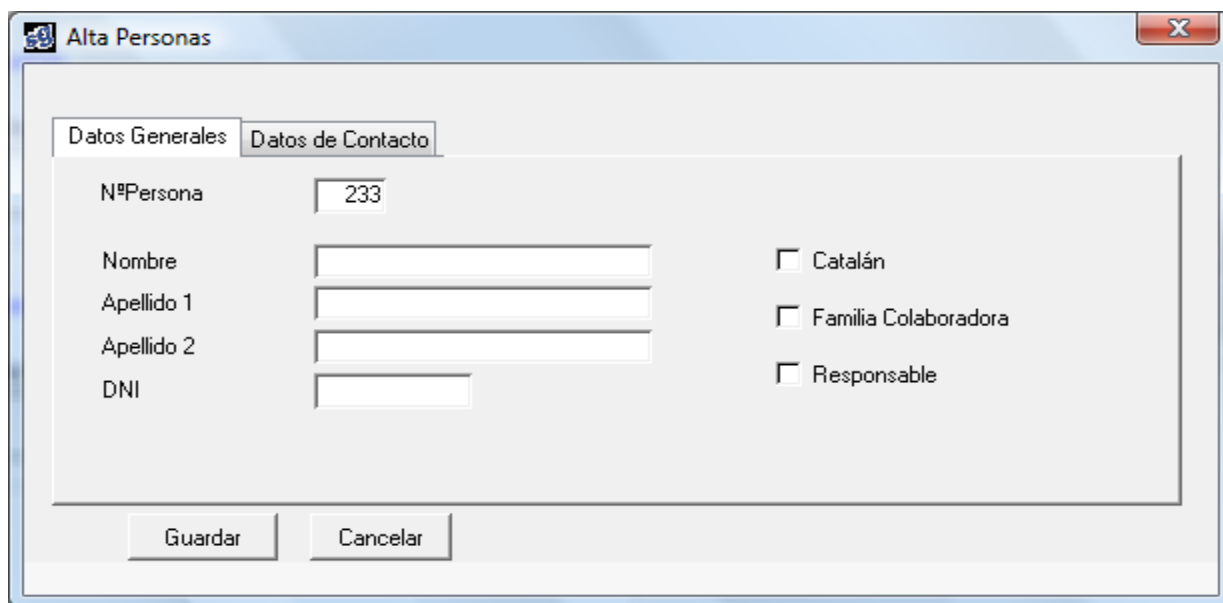 Alta Personas
Datos Generales Datos de Contacto
NºPersona 233
Nombre Catalán
Apellido 1 Familia Colaboradora
Apellido 2
DNI Responsable
Guardar Cancelar